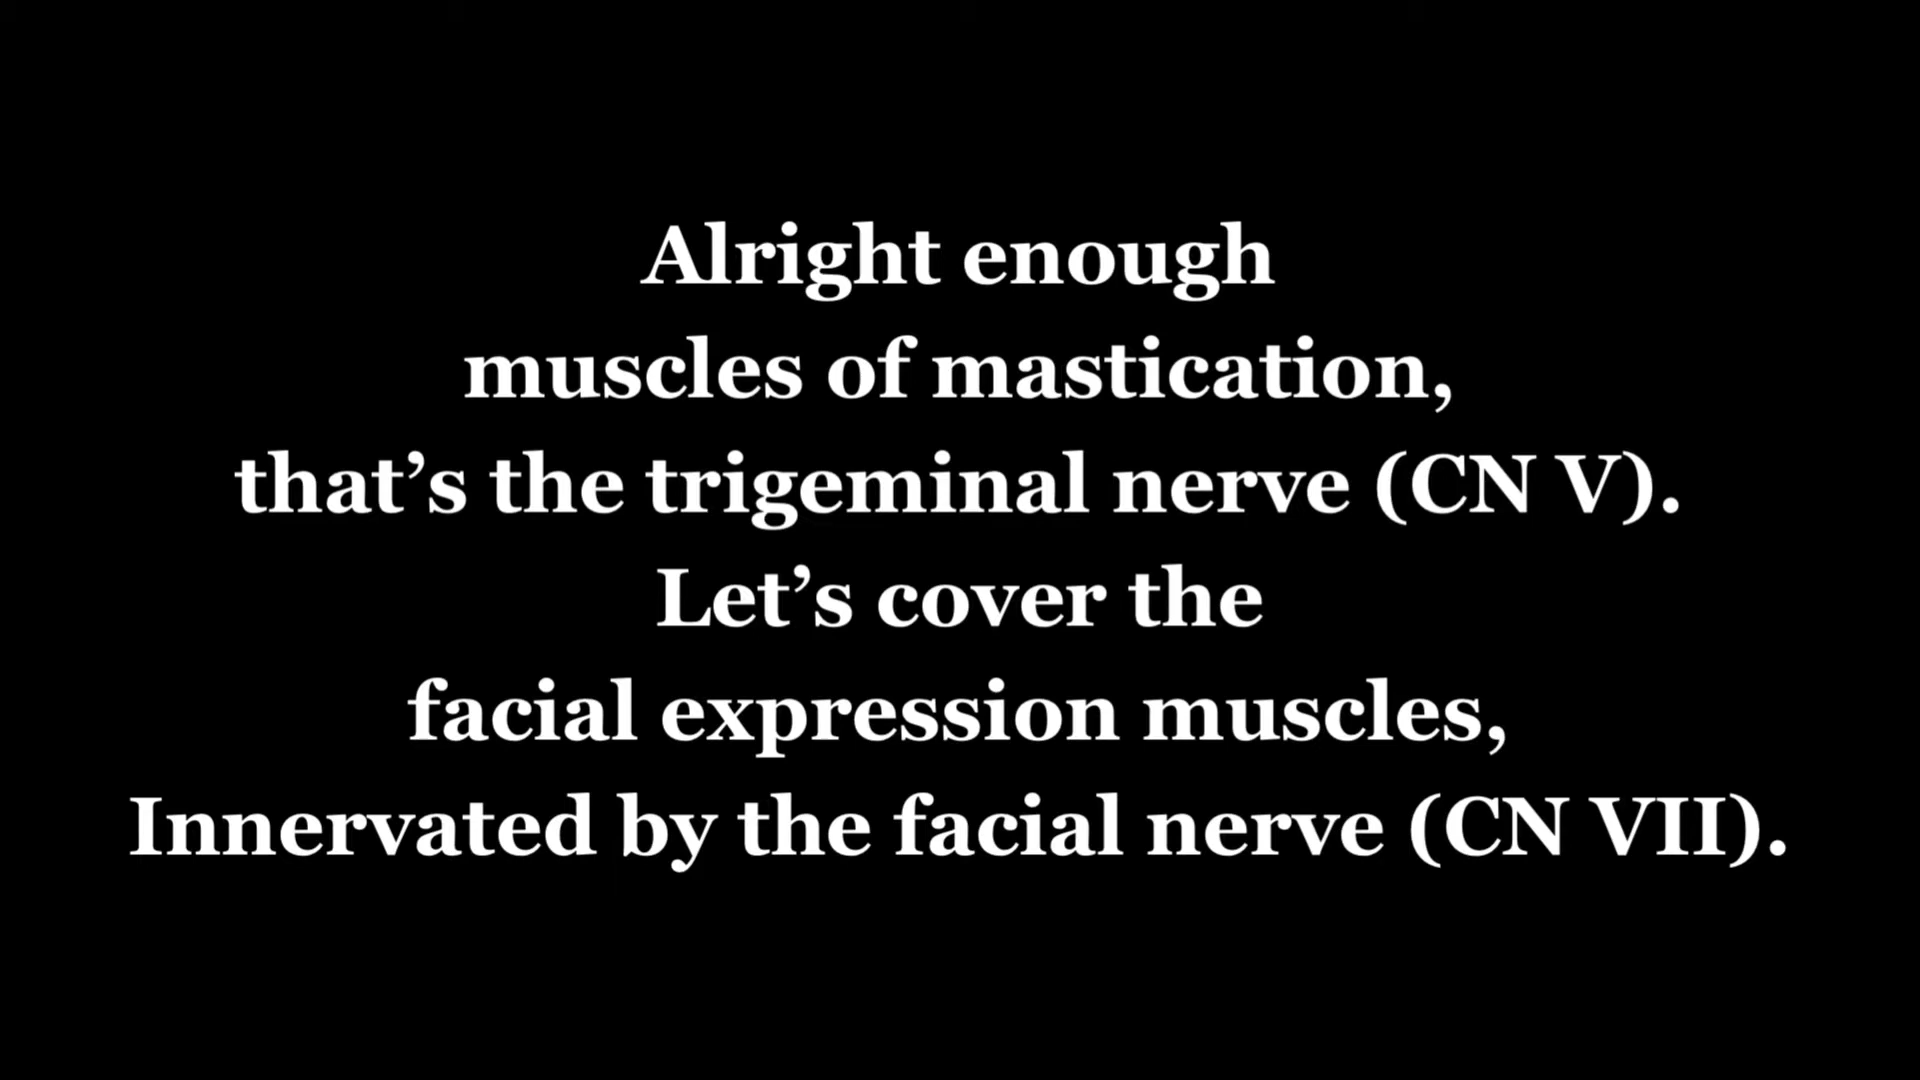 Alright enough
muscles of mastication,
that’s the trigeminal nerve (CN V).
Let’s cover the
facial expression muscles,
Innervated by the facial nerve (CN VII).